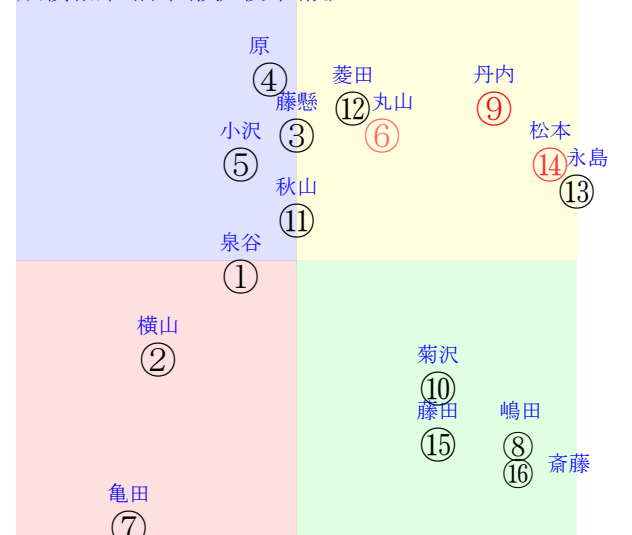 原
④
菱田
⑫
丸山
⑥
丹内
⑨
藤懸
③
小沢
⑤
松本
⑭
永島
⑬
秋山
⑪
泉谷
①
横山
②
菊沢
⑩
藤田
⑮
嶋田
⑧
⑯
斎藤
亀田
⑦